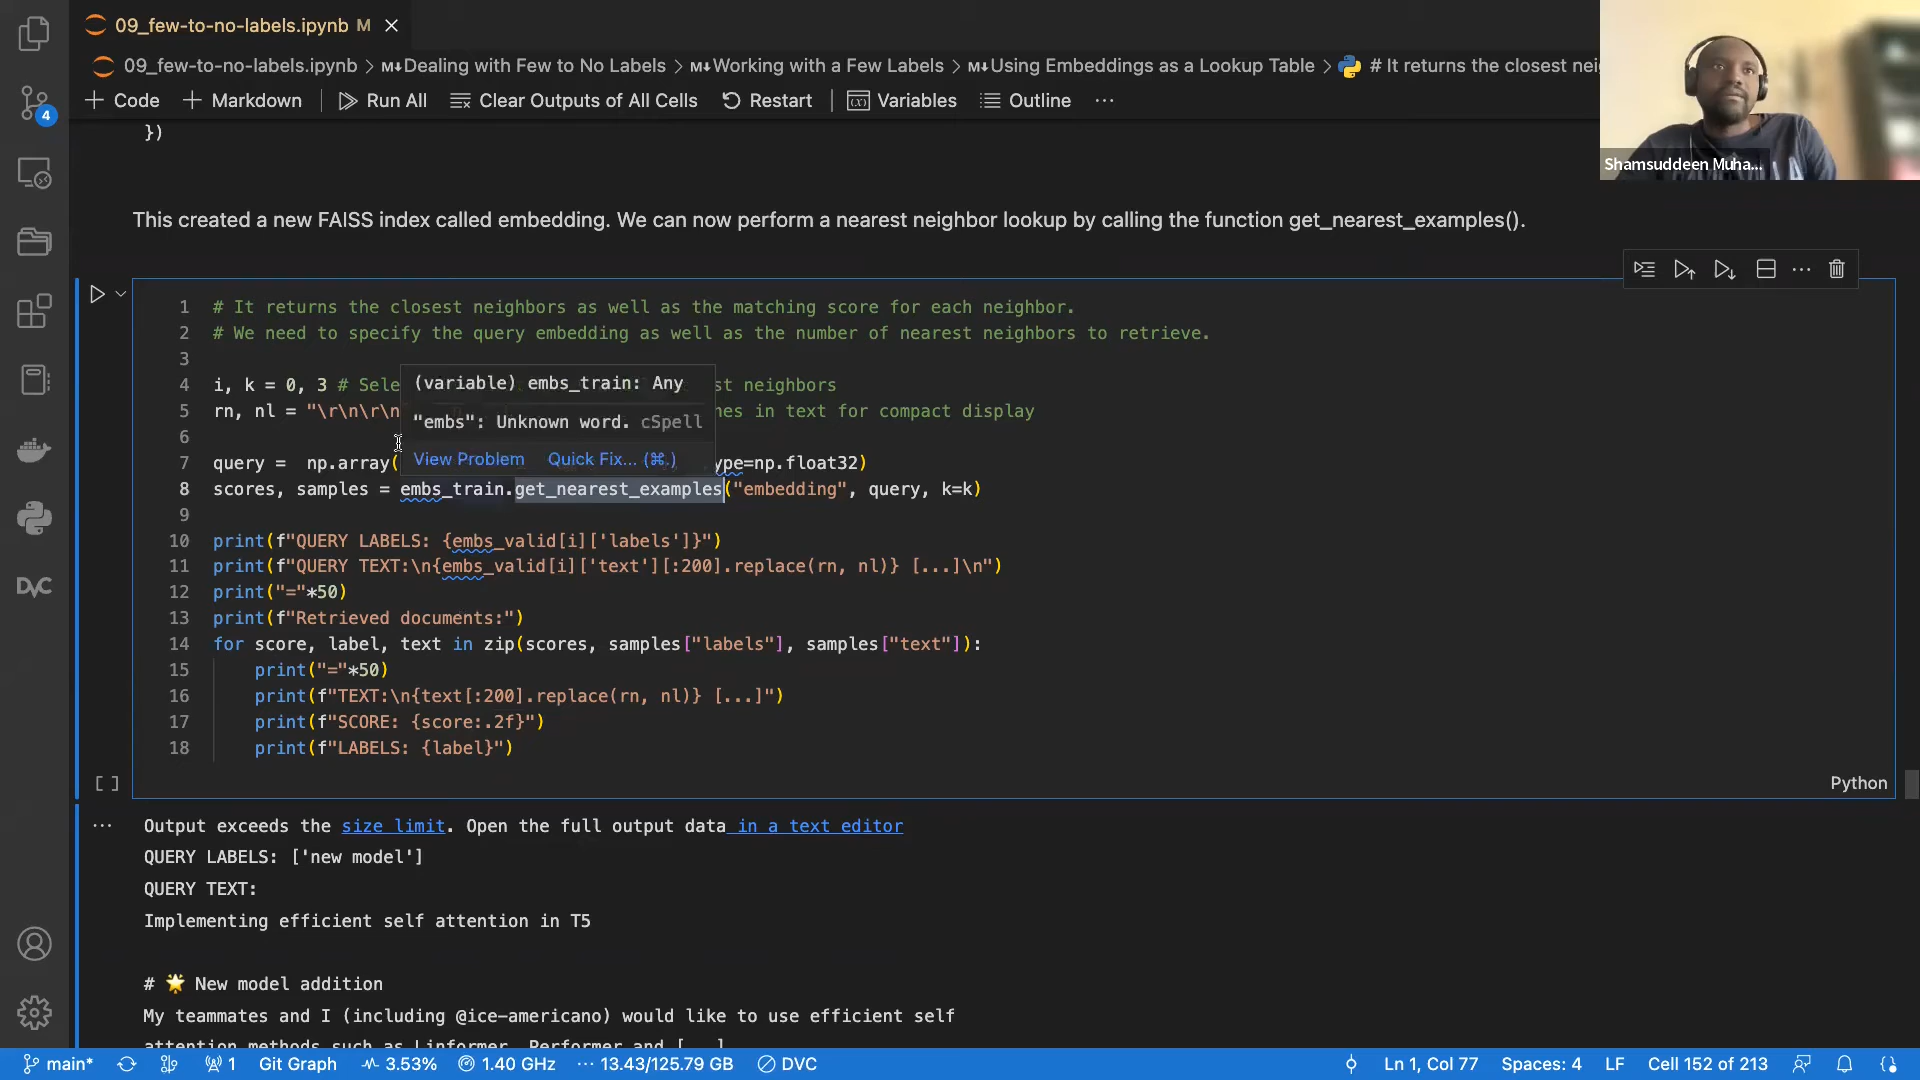 09_few-to-no-labels.ipynb M
09_few-to-no-labels.ipynb > M↓Dealing with Few to No Labels > M↓Working with a Few Labels > M↓Using Embeddings as a Lookup Table > # It returns the closest nei
+ Code + Markdown Run All Clear Outputs of All Cells Restart Variables Outline ...
Shamsuddeen Muha...
4
})
This created a new FAISS index called embedding. We can now perform a nearest neighbor lookup by calling the function get_nearest_examples().
1 # It returns the closest neighbors as well as the matching score for each neighbor.
2 # We need to specify the query embedding as well as the number of nearest neighbors to retrieve.
3
4 i, k = 0, 3 # Sele st neighbors
5 rn, nl = "\r\n\r\n nes in text for compact display
6
7 query = np.array( ype=np.float32)
8 scores, samples = embs_train.get_nearest_examples("embedding", query, k=k)
9
10 print(f"QUERY LABELS: {embs_valid[i]['labels']}")
11 print(f"QUERY TEXT:\n{embs_valid[i]['text'][:200].replace(rn, nl)} [...]\n")
12 print("="*50)
13 print(f"Retrieved documents:")
14 for score, label, text in zip(scores, samples["labels"], samples["text"]):
15 print("="*50)
16 print(f"TEXT:\n{text[:200].replace(rn, nl)} [...]")
17 print(f"SCORE: {score:.2f}")
18 print(f"LABELS: {label}")
(variable) embs_train: Any
"embs": Unknown word. cSpell
View Problem Quick Fix... (⌘.)
[ ] Python
DVC
... Output exceeds the size limit. Open the full output data in a text editor
QUERY LABELS: ['new model']
QUERY TEXT:
Implementing efficient self attention in T5
# 🌟 New model addition
My teammates and I (including @ice-americano) would like to use efficient self
attention methods such as Linformer, Performer and [...]
main* 1 Git Graph 3.53% 1.40 GHz ... 13.43/125.79 GB DVC Ln 1, Col 77 Spaces: 4 LF Cell 152 of 213